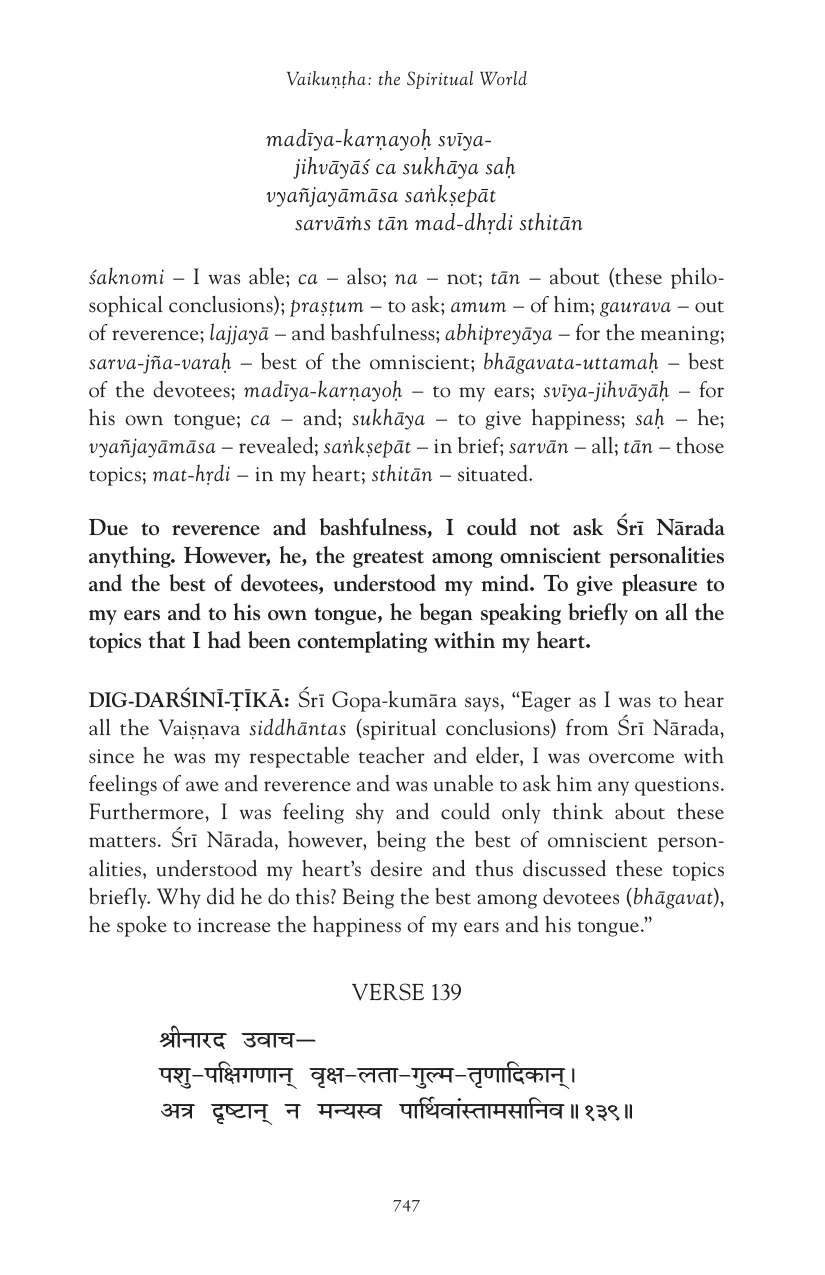 Vaikuṇṭha: the Spiritual World
madīya-karṇayoḥ svīya-
jihvāyāś ca sukhāya saḥ
vyañjayāmāsa saṅkṣepāt
sarvāṁs tān mad-dhṛdi sthitān
śaknomi – I was able; ca – also; na – not; tān – about (these philo-
sophical conclusions); praṣṭum – to ask; amum – of him; gaurava – out
of reverence; lajjayā – and bashfulness; abhipreyāya – for the meaning;
sarva-jña-varaḥ – best of the omniscient; bhāgavata-uttamaḥ – best
of the devotees; madīya-karṇayoḥ – to my ears; svīya-jihvāyāḥ – for
his own tongue; ca – and; sukhāya – to give happiness; saḥ – he;
vyañjayāmāsa – revealed; saṅkṣepāt – in brief; sarvān – all; tān – those
topics; mat-hṛdi – in my heart; sthitān – situated.
Due to reverence and bashfulness, I could not ask Śrī Nārada
anything. However, he, the greatest among omniscient personalities
and the best of devotees, understood my mind. To give pleasure to
my ears and to his own tongue, he began speaking briefly on all the
topics that I had been contemplating within my heart.
DIG-DARŚINĪ-ṬĪKĀ: Śrī Gopa-kumāra says, “Eager as I was to hear
all the Vaiṣṇava siddhāntas (spiritual conclusions) from Śrī Nārada,
since he was my respectable teacher and elder, I was overcome with
feelings of awe and reverence and was unable to ask him any questions.
Furthermore, I was feeling shy and could only think about these
matters. Śrī Nārada, however, being the best of omniscient person-
alities, understood my heart’s desire and thus discussed these topics
briefly. Why did he do this? Being the best among devotees (bhāgavat),
he spoke to increase the happiness of my ears and his tongue.”
VERSE 139
श्रीनारद उवाच—
पशु-पक्षिगणान् वृक्ष-लता-गुल्म-तृणादिकान्।
अत्र दृष्टान् न मन्यस्व पार्थिवांस्तामसानिव॥१३९॥
747